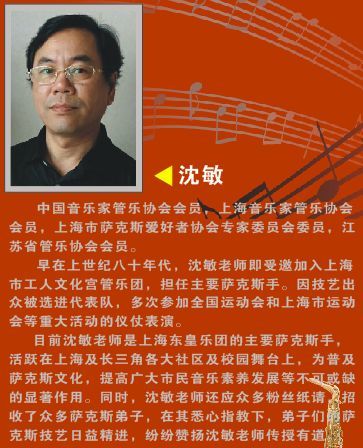 沈敏
中国音乐家管乐协会会员、上海音乐家管乐协会
会员，上海市萨克斯爱好者协会专家委员会委员，江
苏省管乐协会会员。
早在上世纪八十年代，沈敏老师即受邀加入上海
市工人文化宫管乐团，担任主要萨克斯手。因技艺出
众被选进代表队，多次参加全国运动会和上海市运动
会等重大活动的仪仗表演。
目前沈敏老师是上海东皇乐团的主要萨克斯手，
活跃在上海及长三角各大社区及校园舞台上，为普及
萨克斯文化，提高广大市民音乐素养发展等不可或缺
的显著作用。同时，沈敏老师还应众多粉丝纸请，招
收了众多萨克斯弟子，在其悉心指教下，弟子们的萨
克斯技艺日益精进，纷纷赞扬沈敏老师传授有道。